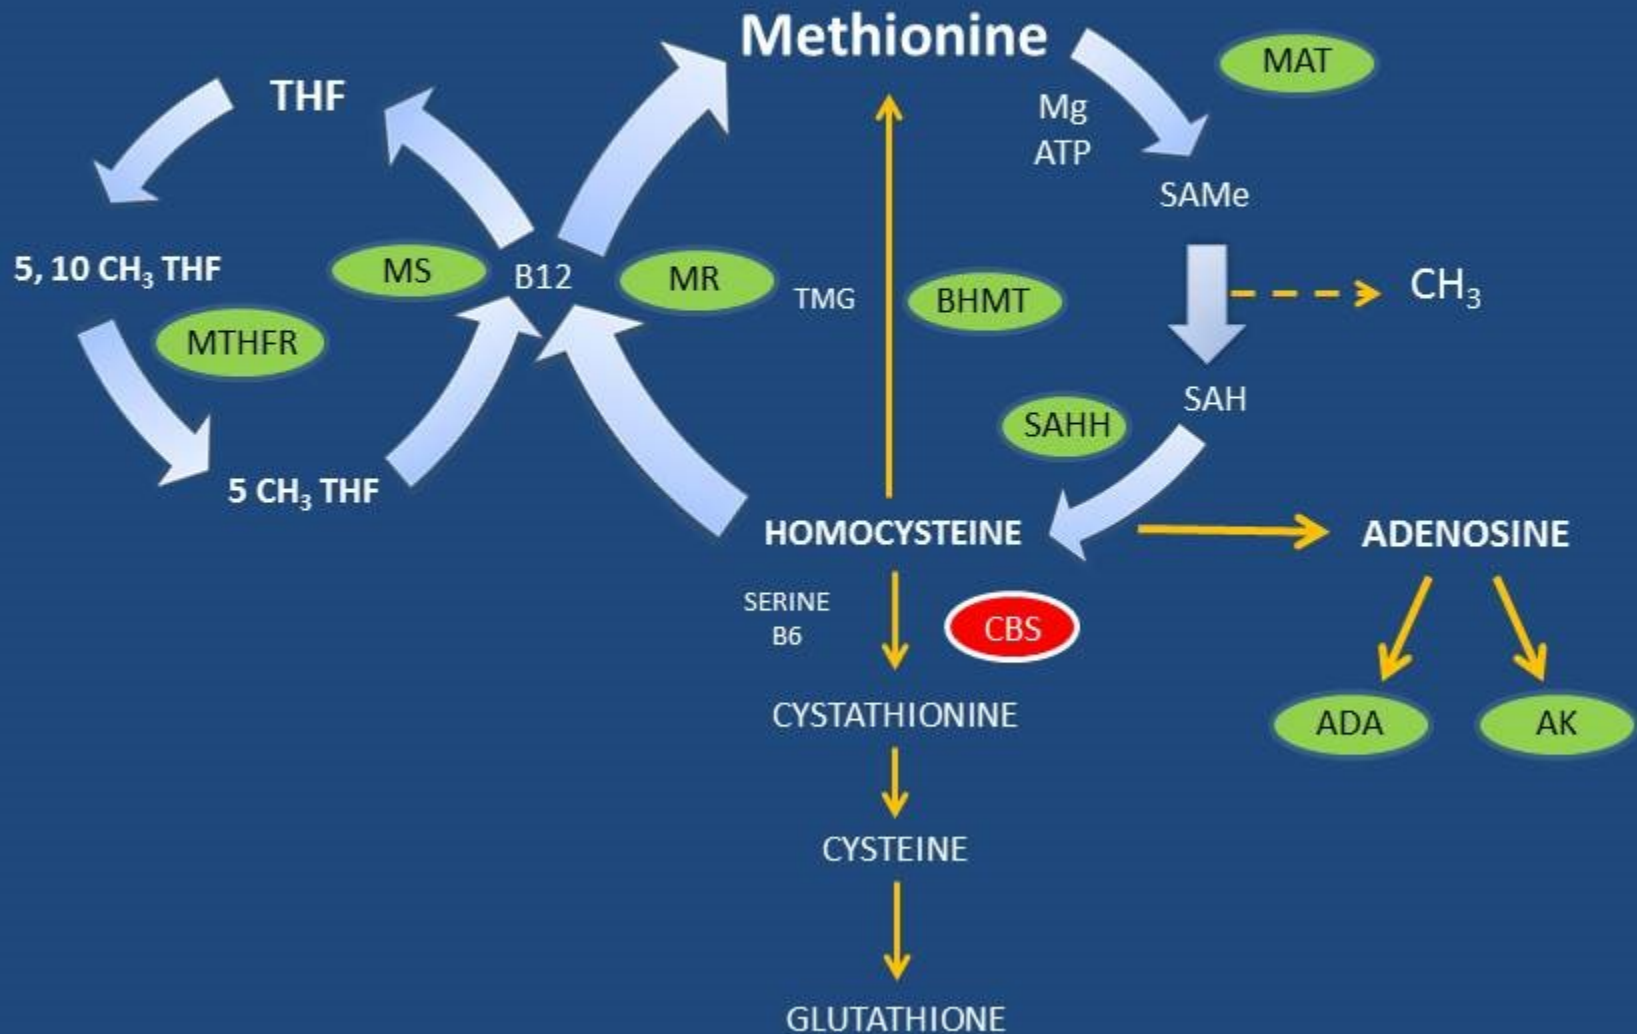 Methionine
MAT
THF
Mg
ATP
SAMe
5, 10 CH₃ THF
MS
B12
MR
TMG
BHMT
CH₃
MTHFR
SAH
SAHH
5 CH₃ THF
HOMOCYSTEINE
ADENOSINE
SERINE
B6
CBS
CYSTATHIONINE
ADA
AK
CYSTEINE
GLUTATHIONE